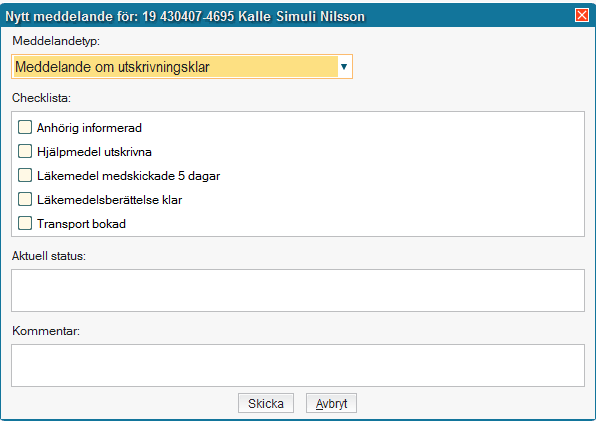 Nytt meddelande för: 19 430407-4695 Kalle Simuli Nilsson
Meddelandetyp:
Meddelande om utskrivningsklar
Checklista:
Anhörig informerad
Hjälpmedel utskrivna
Läkemedel medskickade 5 dagar
Läkemedelsberättelse klar
Transport bokad
Aktuell status:
Kommentar:
Skicka Avbryt